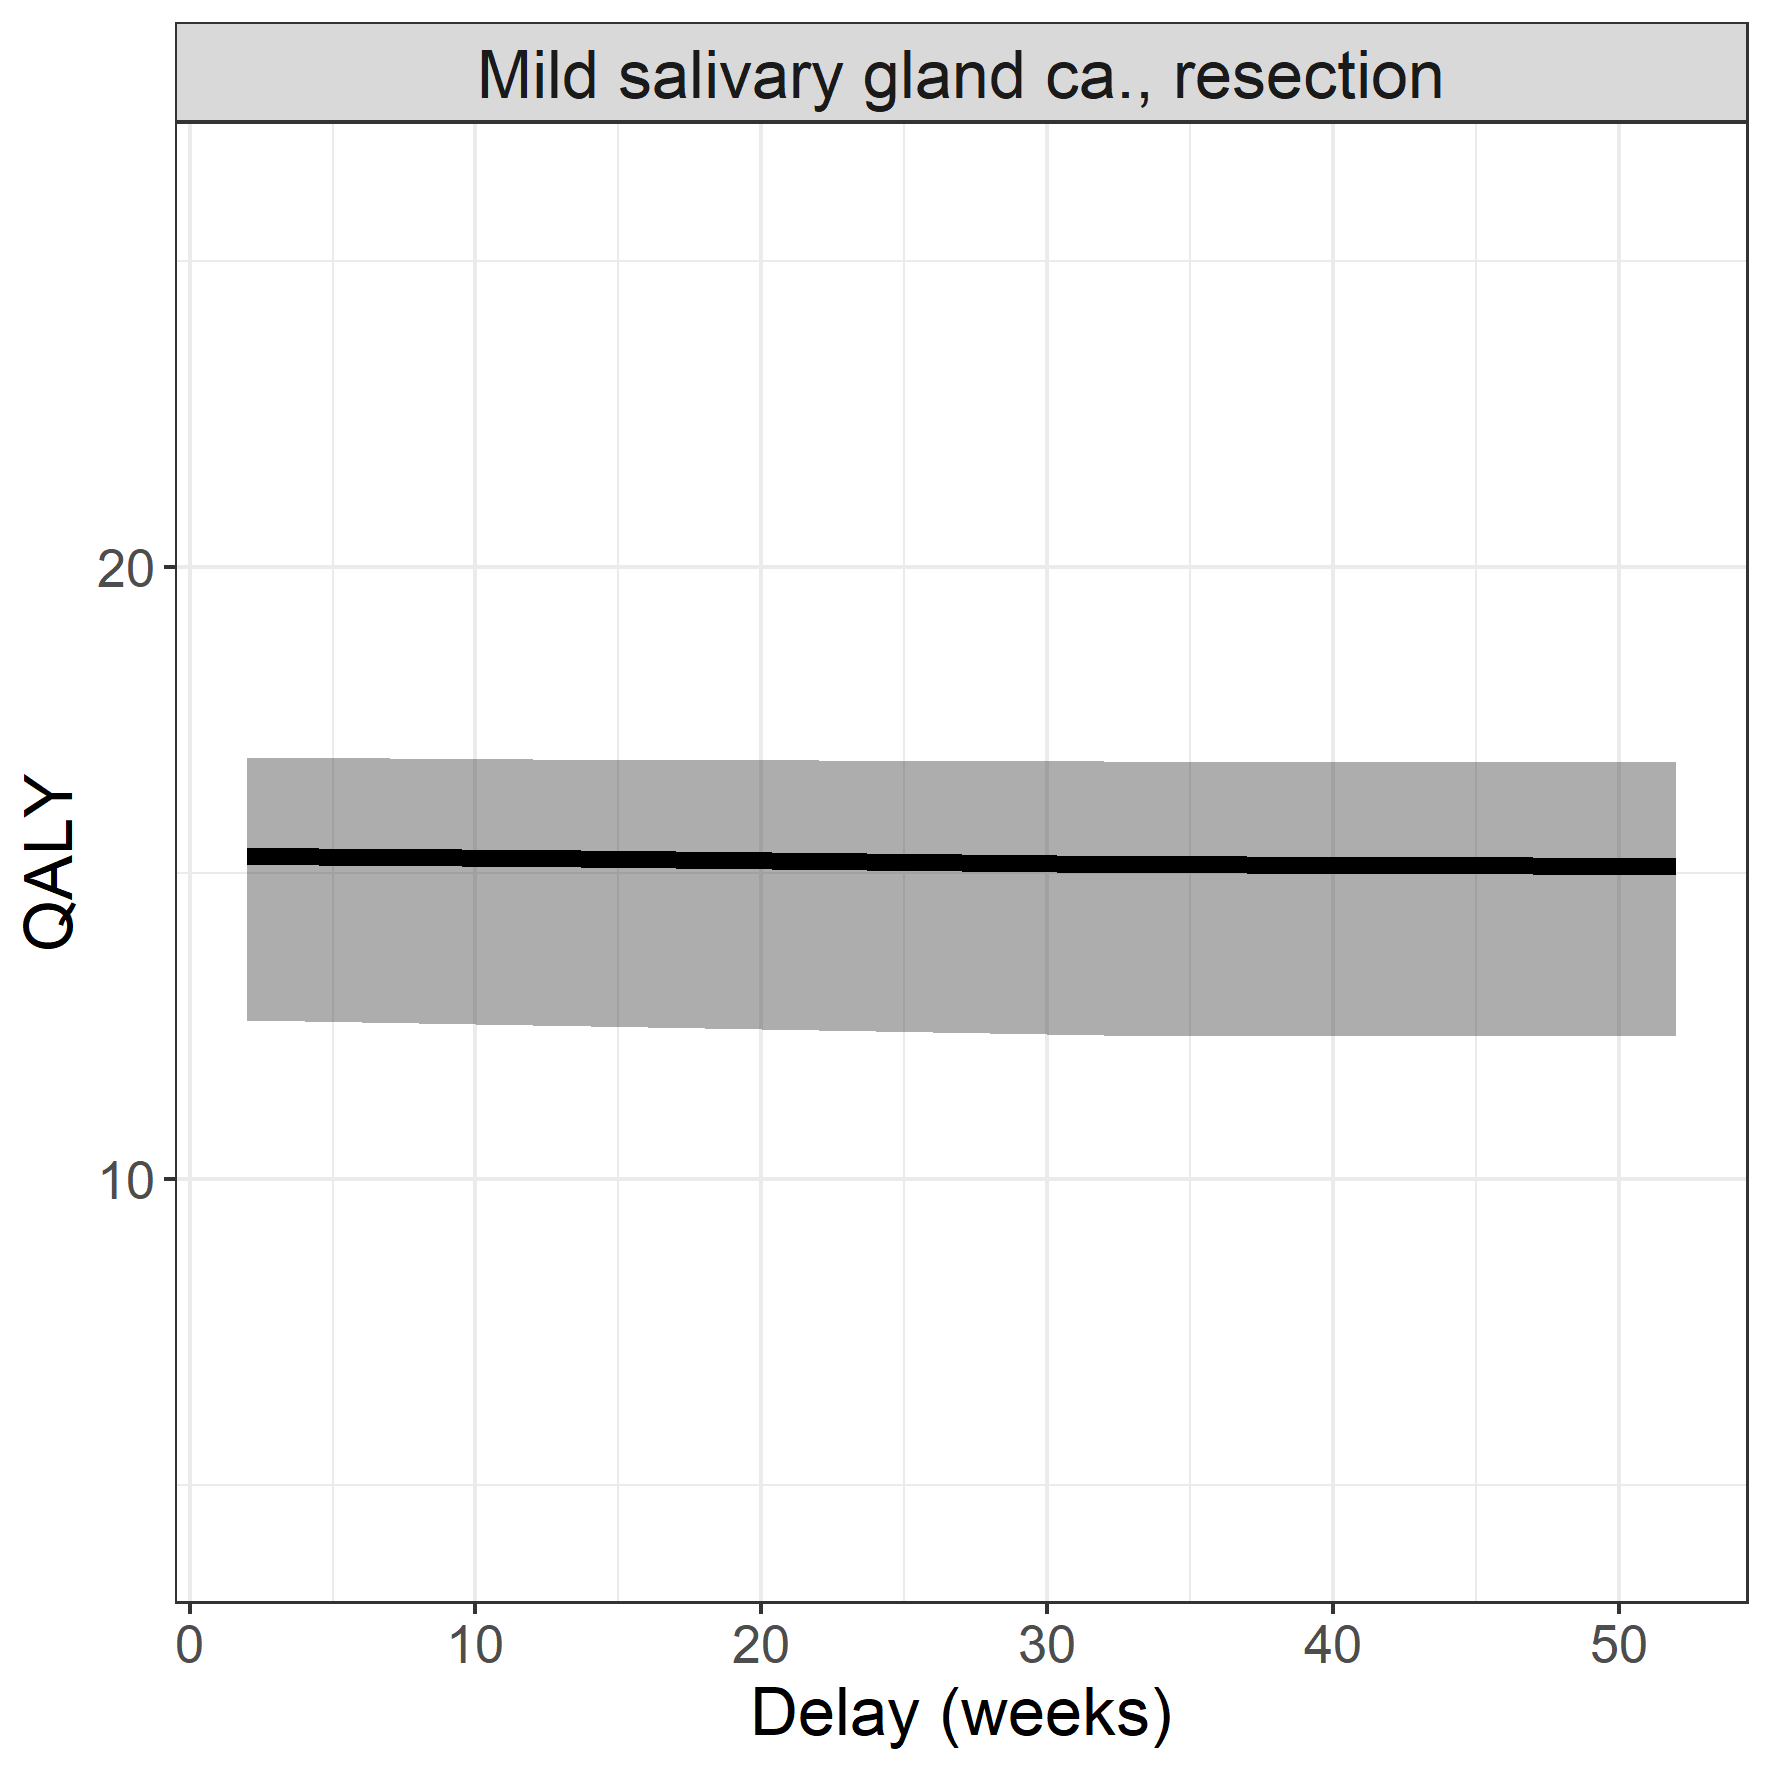 Mild salivary gland ca., resection
QALY
20
10
0 10 20 30 40 50
Delay (weeks)